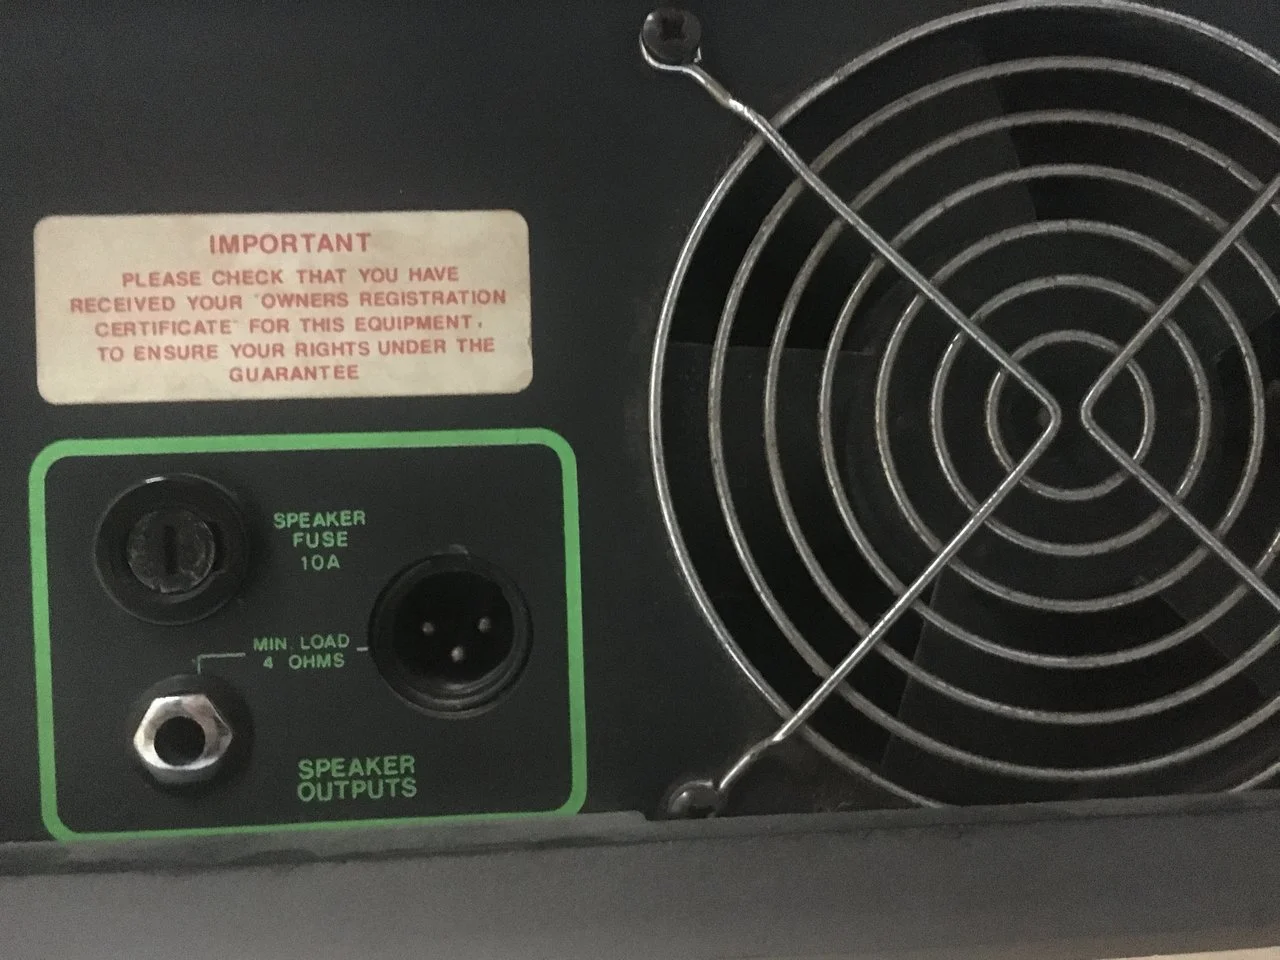 IMPORTANT
PLEASE CHECK THAT YOU HAVE
RECEIVED YOUR "OWNERS REGISTRATION
CERTIFICATE" FOR THIS EQUIPMENT.
TO ENSURE YOUR RIGHTS UNDER THE
GUARANTEE
SPEAKER
FUSE
10A
MIN. LOAD
4 OHMS
SPEAKER
OUTPUTS